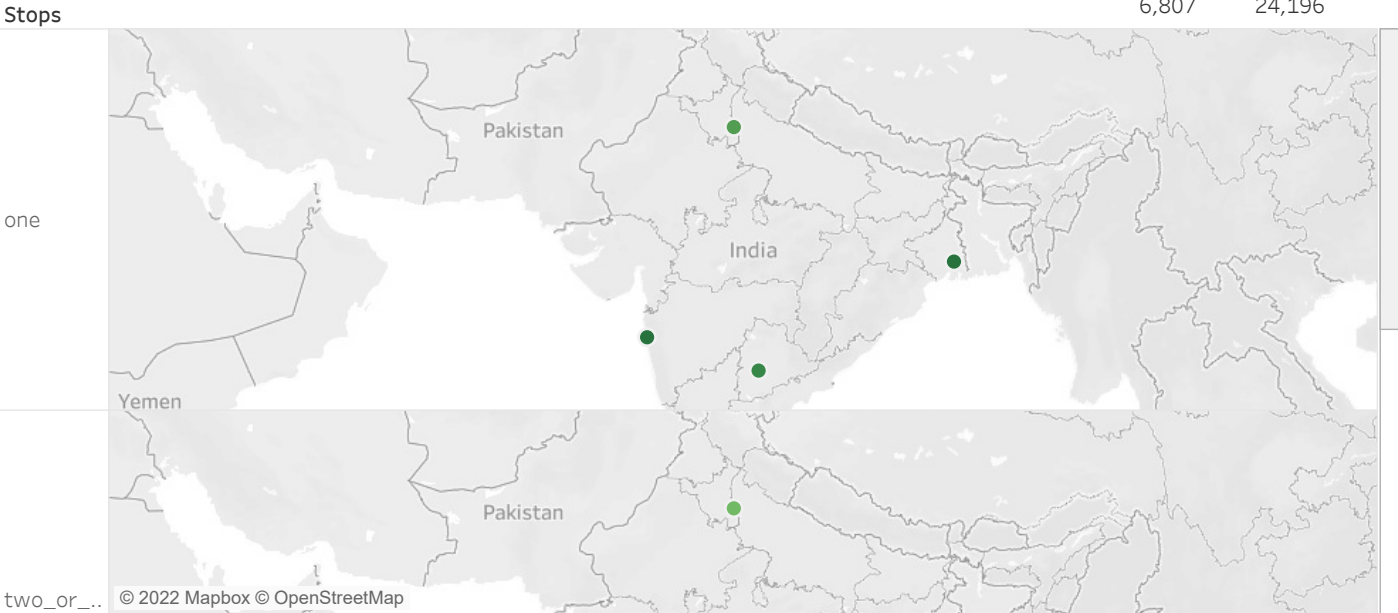 Stops
6,807 24,196
Pakistan
one
India
Yemen
Pakistan
two_or_..
© 2022 Mapbox © OpenStreetMap